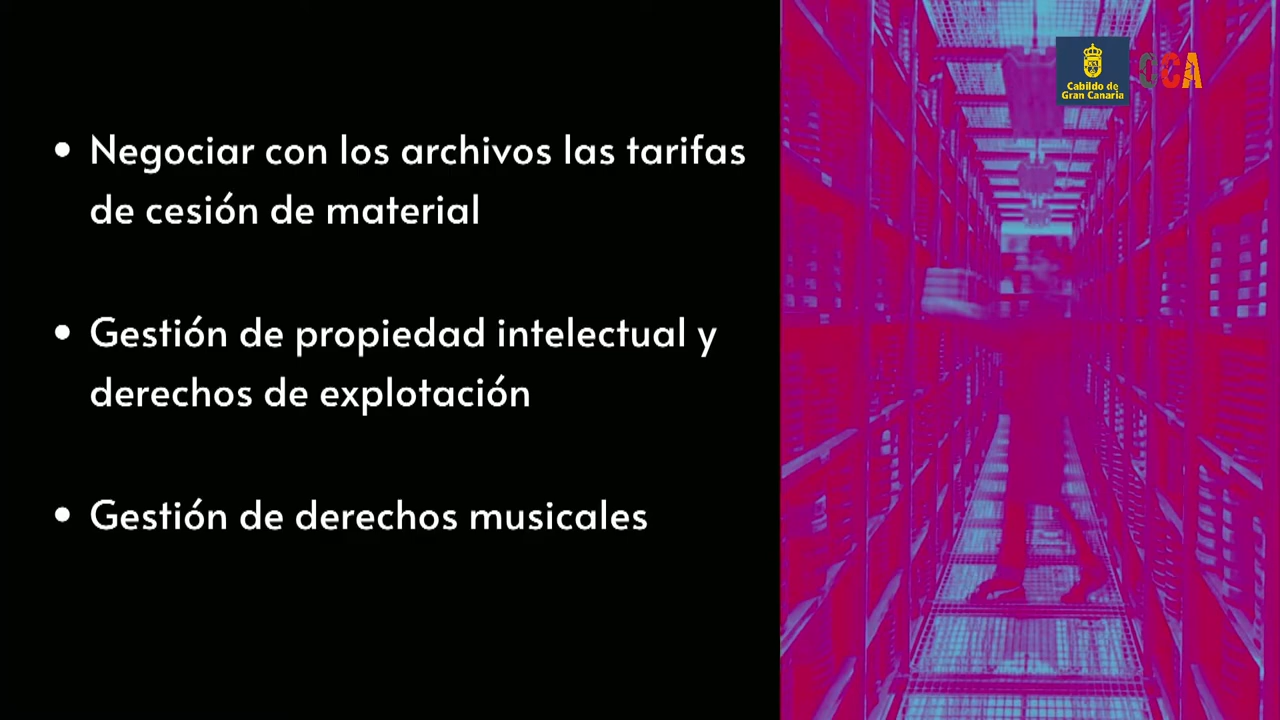 • Negociar con los archivos las tarifas
de cesión de material
• Gestión de propiedad intelectual y
derechos de explotación
• Gestión de derechos musicales
Cabildo de
Gran Canaria
OCA